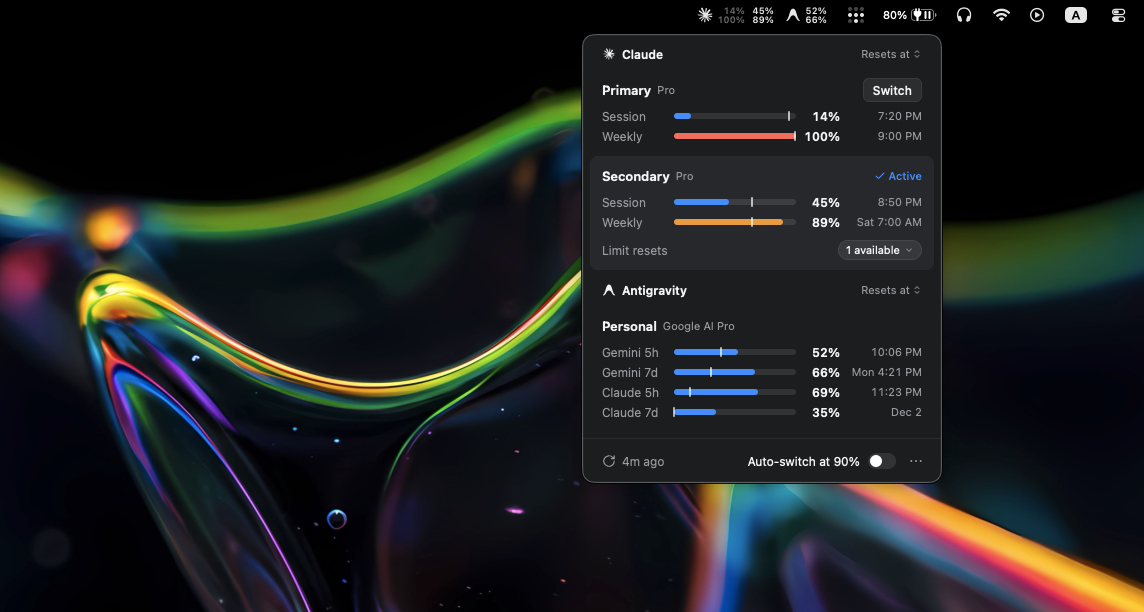 14% 45% 52% 80% A
100% 89% 66%
Claude Resets at
Primary Pro Switch
Session 14% 7:20 PM
Weekly 100% 9:00 PM
Secondary Pro Active
Session 45% 8:50 PM
Weekly 89% Sat 7:00 AM
Limit resets 1 available
Antigravity Resets at
Personal Google AI Pro
Gemini 5h 52% 10:06 PM
Gemini 7d 66% Mon 4:21 PM
Claude 5h 69% 11:23 PM
Claude 7d 35% Dec 2
4m ago Auto-switch at 90% ...